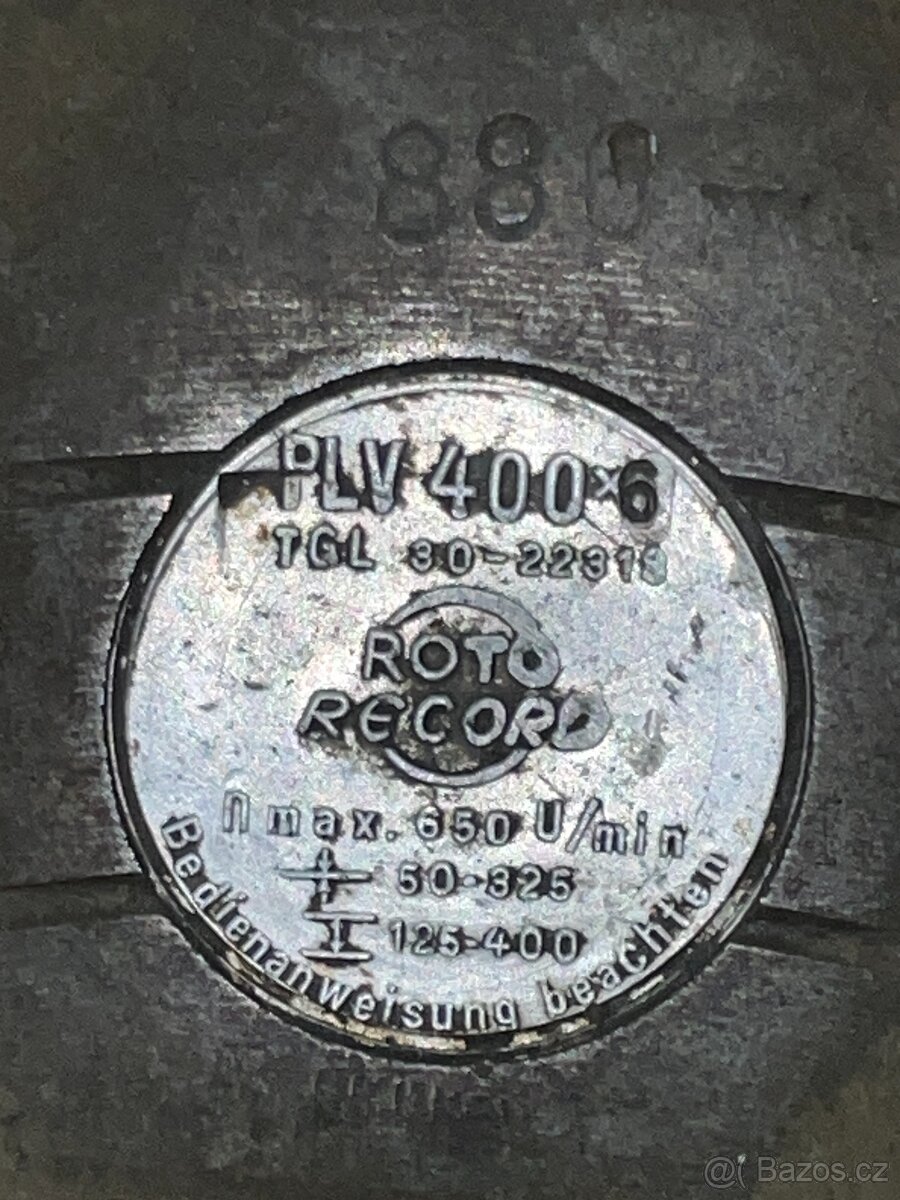 880
PLV 400×6
TGL 30-22313
ROTO
RECORD
n max. 650 U/min
50-325
125-400
Bedienanweisung beachten
Bazos.cz